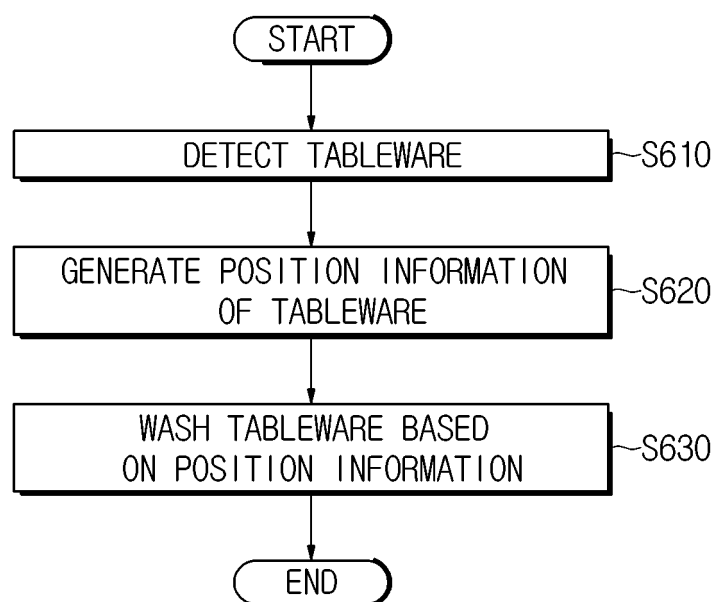 START
DETECT TABLEWARE
S610
GENERATE POSITION INFORMATION
OF TABLEWARE
S620
WASH TABLEWARE BASED
ON POSITION INFORMATION
S630
END